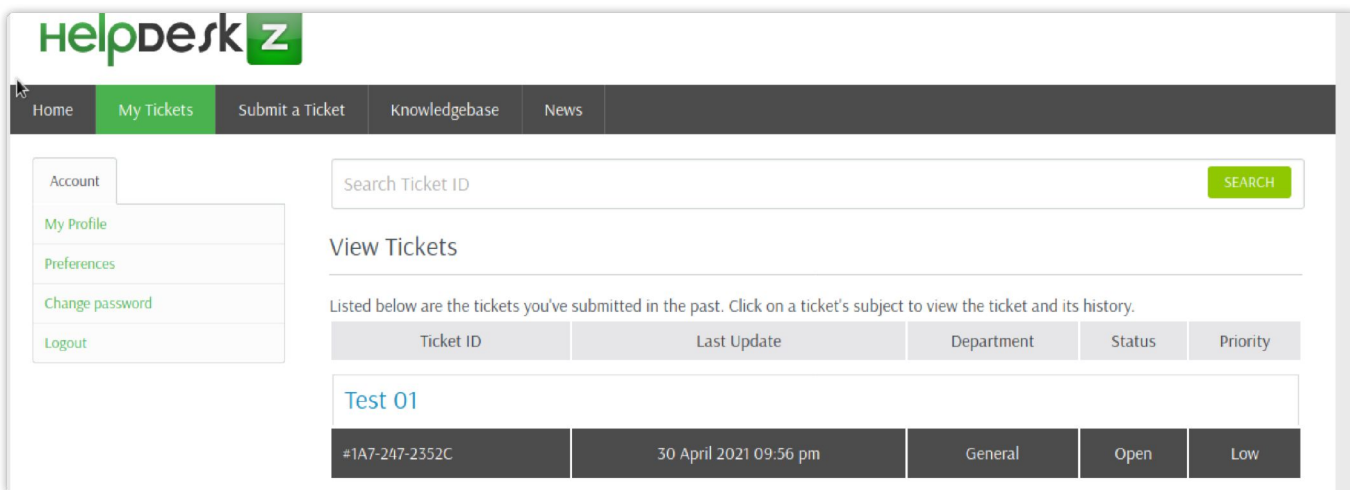 HelpDesk Z
Home My Tickets Submit a Ticket Knowledgebase News
Account
My Profile
Preferences
Change password
Logout
Search Ticket ID SEARCH
View Tickets
Listed below are the tickets you've submitted in the past. Click on a ticket's subject to view the ticket and its history.
Ticket ID Last Update Department Status Priority
Test 01
#1A7-247-2352C 30 April 2021 09:56 pm General Open Low